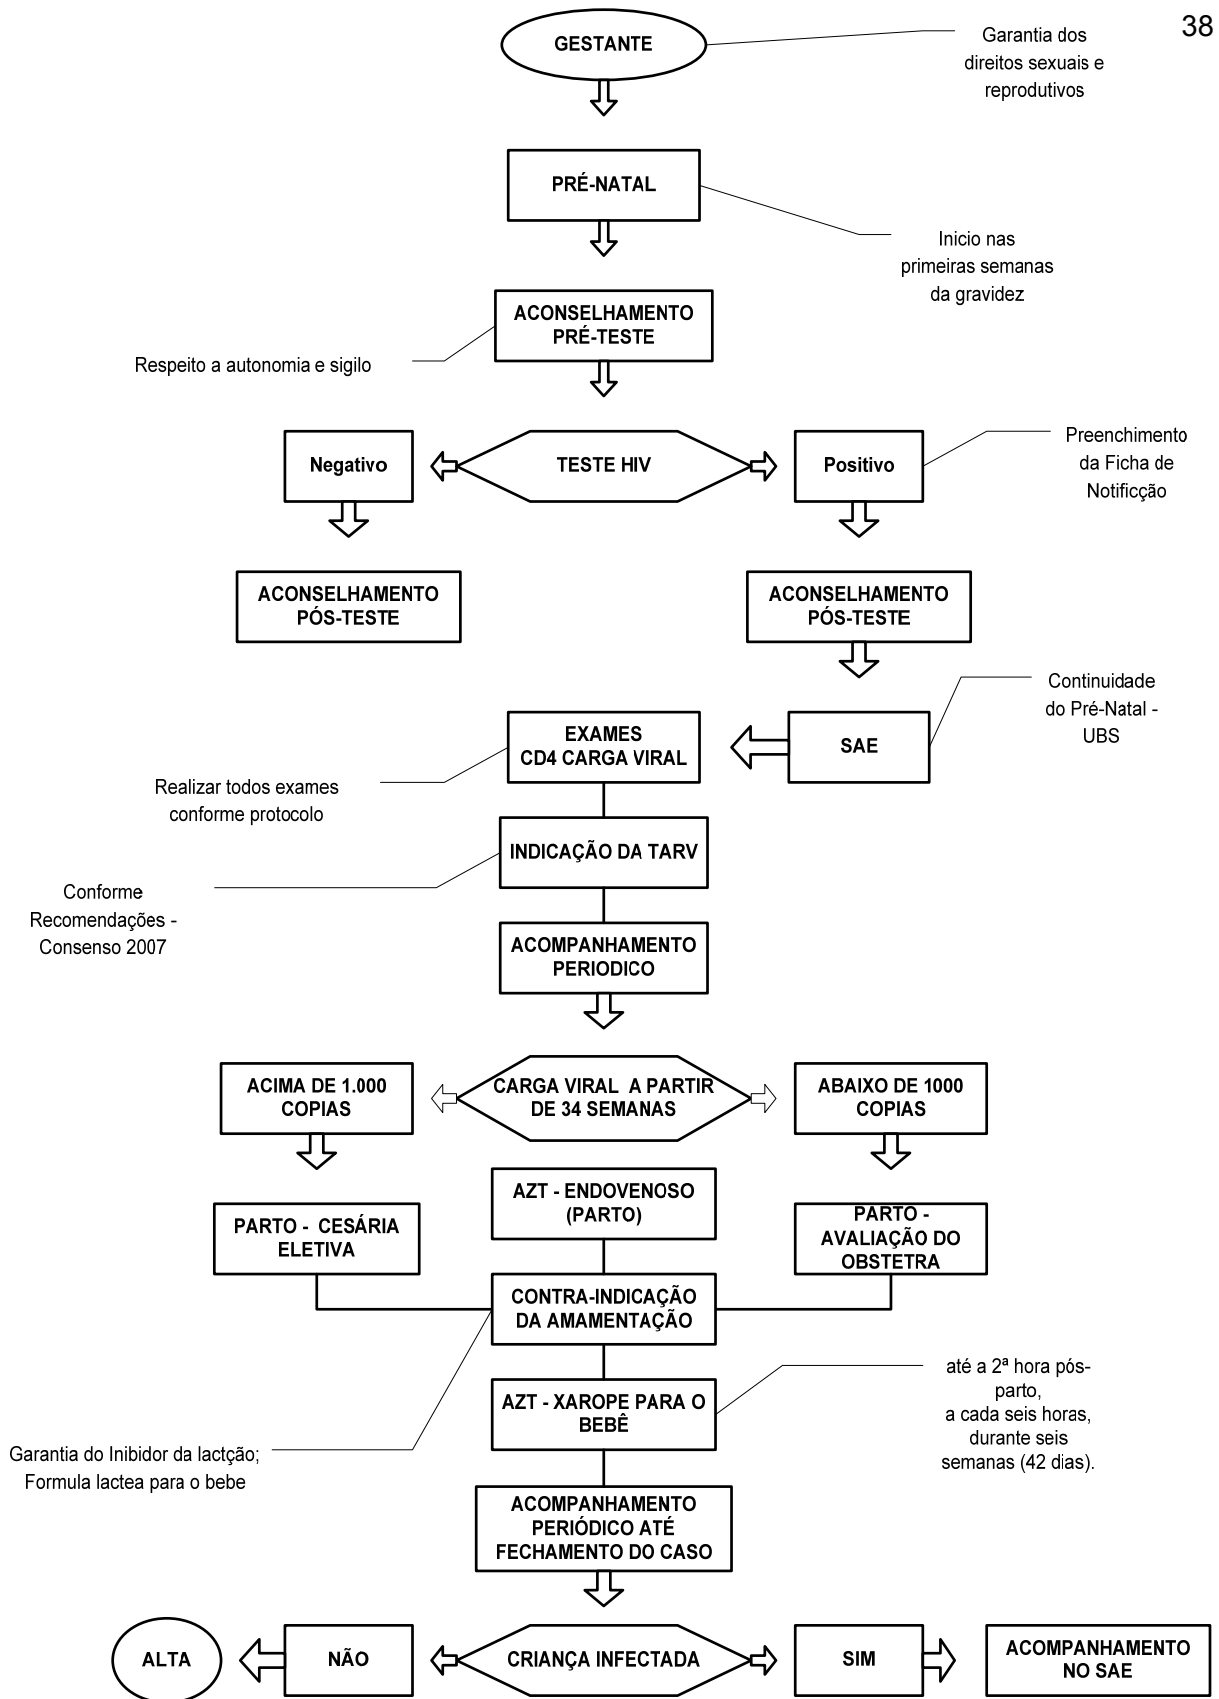 38
GESTANTE
Garantia dos
direitos sexuais e
reprodutivos
PRÉ-NATAL
Inicio nas
primeiras semanas
da gravidez
ACONSELHAMENTO
PRÉ-TESTE
Respeito a autonomia e sigilo
Negativo
TESTE HIV
Positivo
Preenchimento
da Ficha de
Notificção
ACONSELHAMENTO
PÓS-TESTE
ACONSELHAMENTO
PÓS-TESTE
EXAMES
CD4 CARGA VIRAL
SAE
Continuidade
do Pré-Natal -
UBS
Realizar todos exames
conforme protocolo
INDICAÇÃO DA TARV
Conforme
Recomendações -
Consenso 2007
ACOMPANHAMENTO
PERIODICO
ACIMA DE 1.000
COPIAS
CARGA VIRAL A PARTIR
DE 34 SEMANAS
ABAIXO DE 1000
COPIAS
PARTO - CESÁRIA
ELETIVA
AZT - ENDOVENOSO
(PARTO)
PARTO -
AVALIAÇÃO DO
OBSTETRA
CONTRA-INDICAÇÃO
DA AMAMENTAÇÃO
AZT - XAROPE PARA O
BEBÊ
até a 2ª hora pós-
parto,
a cada seis horas,
durante seis
semanas (42 dias).
Garantia do Inibidor da lactção;
Formula lactea para o bebe
ACOMPANHAMENTO
PERIÓDICO ATÉ
FECHAMENTO DO CASO
ALTA
NÃO
CRIANÇA INFECTADA
SIM
ACOMPANHAMENTO
NO SAE